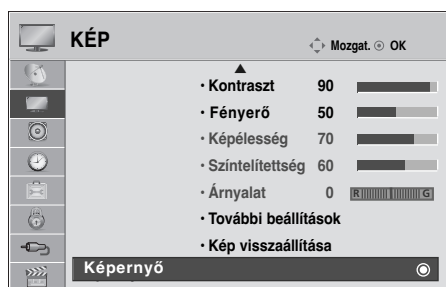 KÉP
Mozgat. OK
· Kontraszt 90
· Fényerő 50
· Képélesség 70
· Színtelítettség 60
· Árnyalat 0 R G
· További beállítások
· Kép visszaállítása
Képernyő